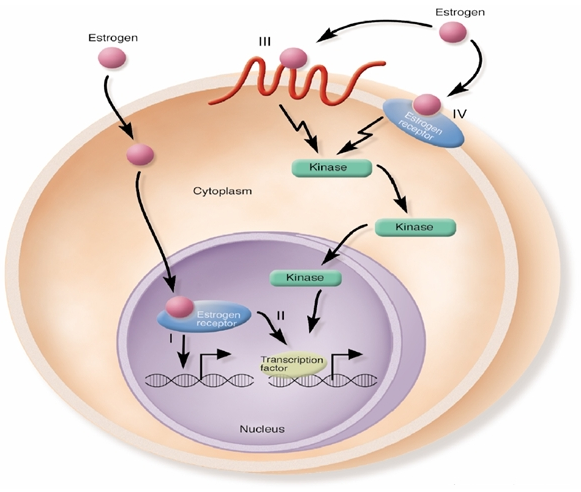 Estrogen
Estrogen
III
IV
Estrogen
receptor
Kinase
Cytoplasm
Kinase
Kinase
Estrogen
receptor
I
II
Transcription
factor
Nucleus